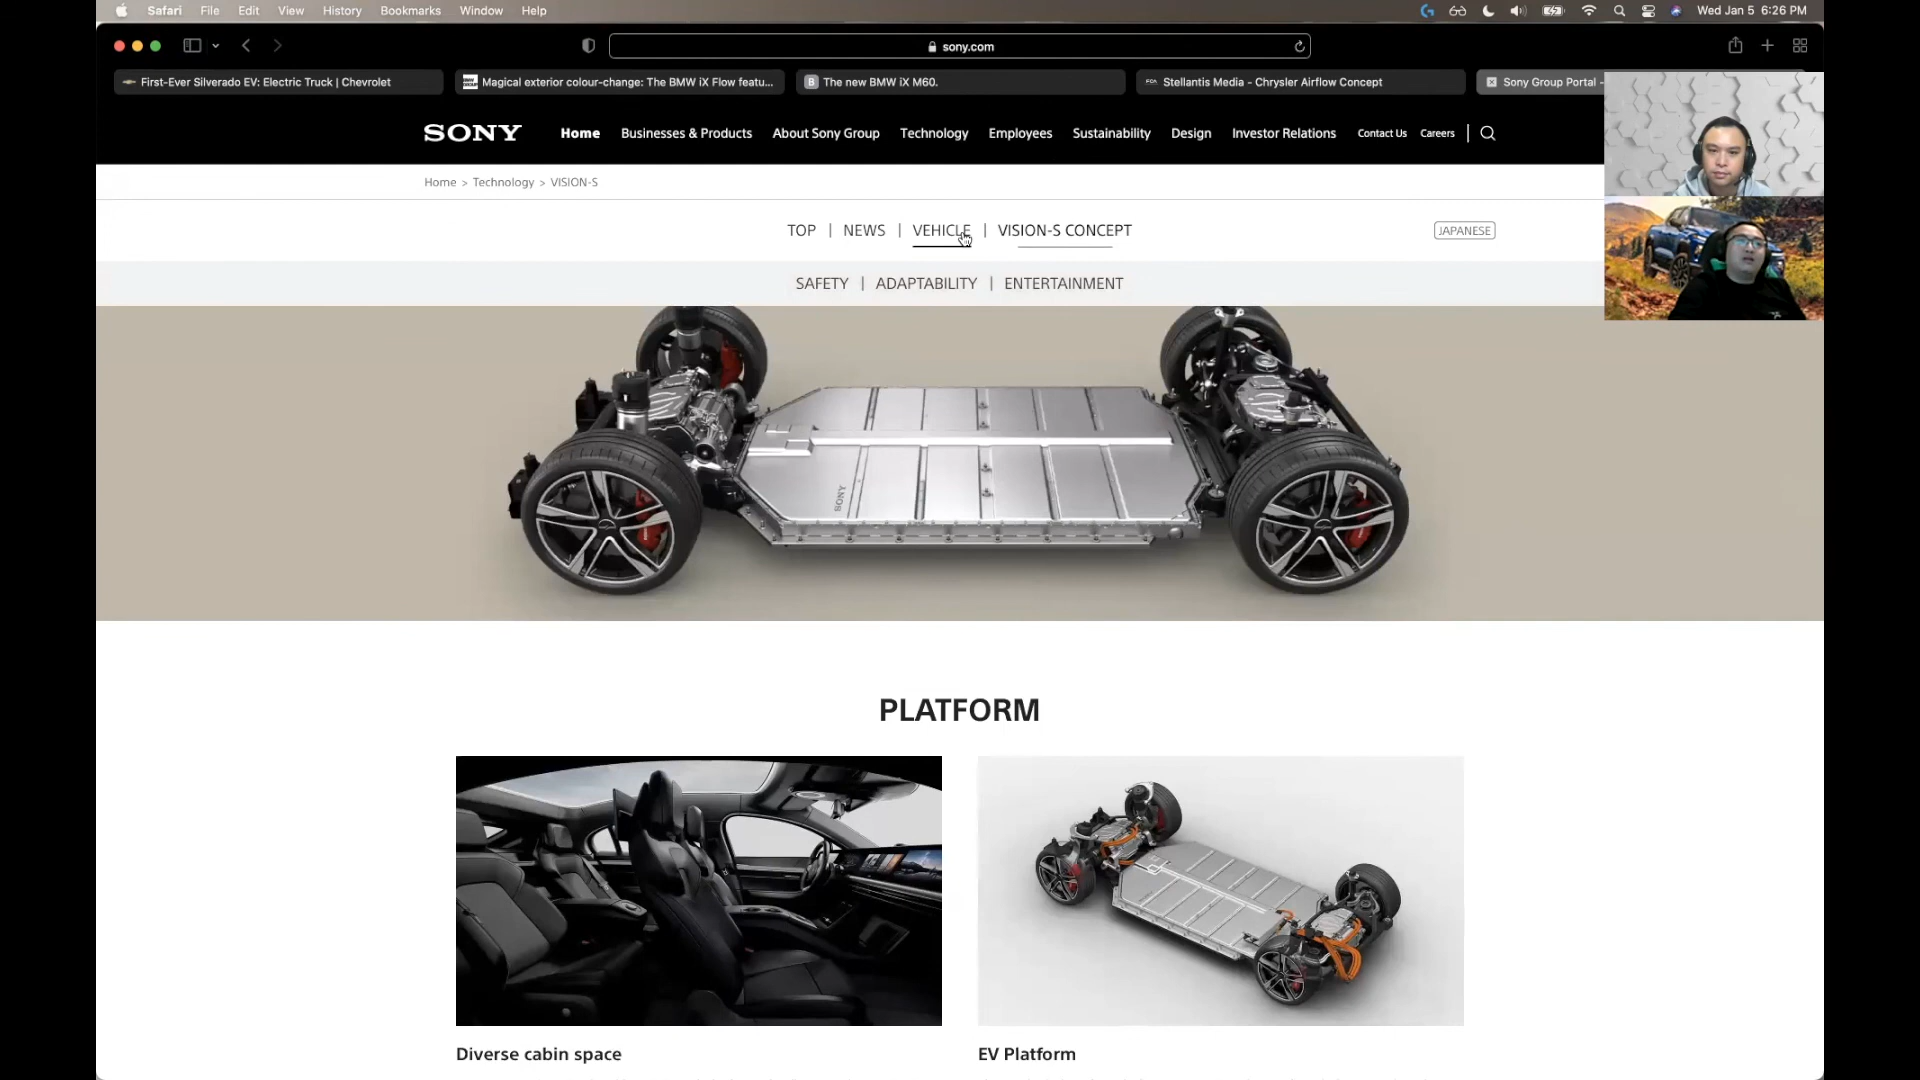 Safari File Edit View History Bookmarks Window Help Wed Jan 5 6:26 PM
sony.com
First-Ever Silverado EV: Electric Truck | Chevrolet
Magical exterior colour-change: The BMW iX Flow featu...
The new BMW iX M60.
Stellantis Media - Chrysler Airflow Concept
Sony Group Portal -
SONY Home Businesses & Products About Sony Group Technology Employees Sustainability Design Investor Relations Contact Us Careers
Home > Technology > VISION-S
TOP | NEWS | VEHICLE | VISION-S CONCEPT
JAPANESE
SAFETY | ADAPTABILITY | ENTERTAINMENT
SONY
PLATFORM
Diverse cabin space
EV Platform